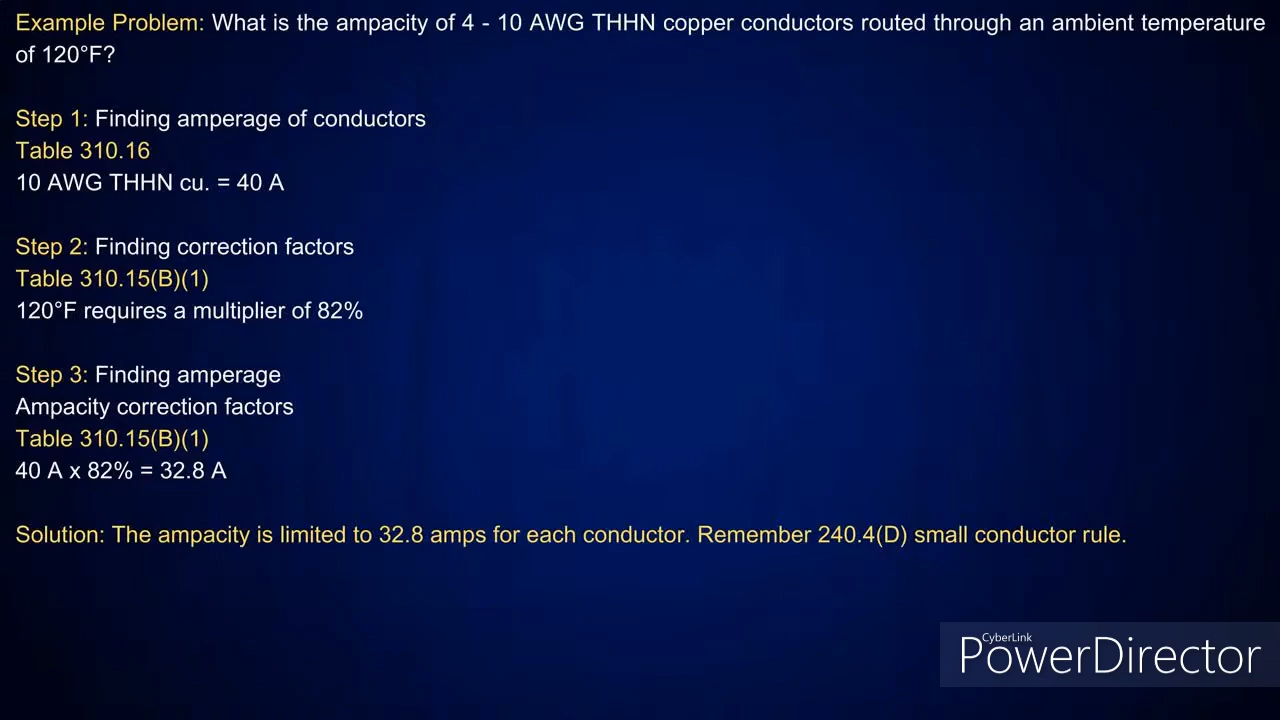 Example Problem: What is the ampacity of 4 - 10 AWG THHN copper conductors routed through an ambient temperature
of 120°F?
Step 1: Finding amperage of conductors
Table 310.16
10 AWG THHN cu. = 40 A
Step 2: Finding correction factors
Table 310.15(B)(1)
120°F requires a multiplier of 82%
Step 3: Finding amperage
Ampacity correction factors
Table 310.15(B)(1)
40 A x 82% = 32.8 A
Solution: The ampacity is limited to 32.8 amps for each conductor. Remember 240.4(D) small conductor rule.
CyberLink
PowerDirector